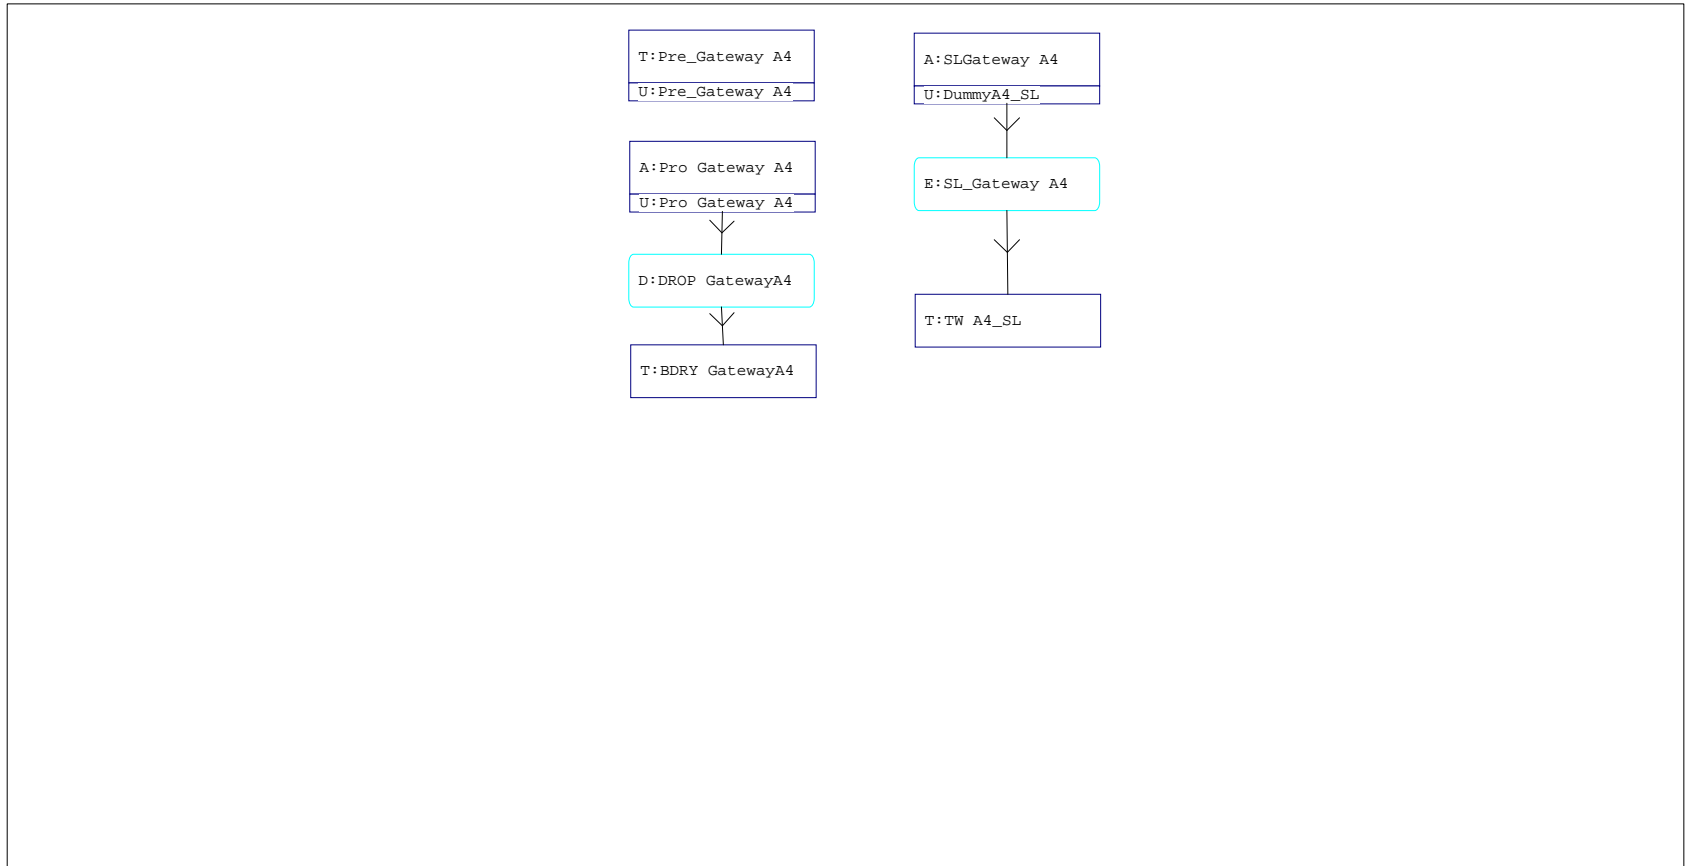 T:Pre_Gateway A4
U:Pre_Gateway A4
A:Pro Gateway A4
U:Pro Gateway A4
D:DROP GatewayA4
T:BDRY GatewayA4
A:SLGateway A4
U:DummyA4_SL
E:SL_Gateway A4
T:TW A4_SL